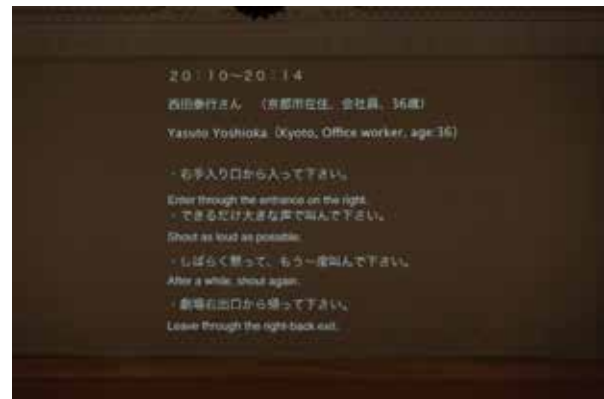 20:10〜20:14
西田泰行さん （京都市在住、会社員、36歳）
Yasuto Yoshioka (Kyoto, Office worker, age:36)
・右手入り口から入って下さい。
Enter through the entrance on the right.
・できるだけ大きな声で叫んで下さい。
Shout as loud as possible.
・しばらく黙って、もう一度叫んで下さい。
After a while, shout again.
・劇場右出口から帰って下さい。
Leave through the right-back exit.